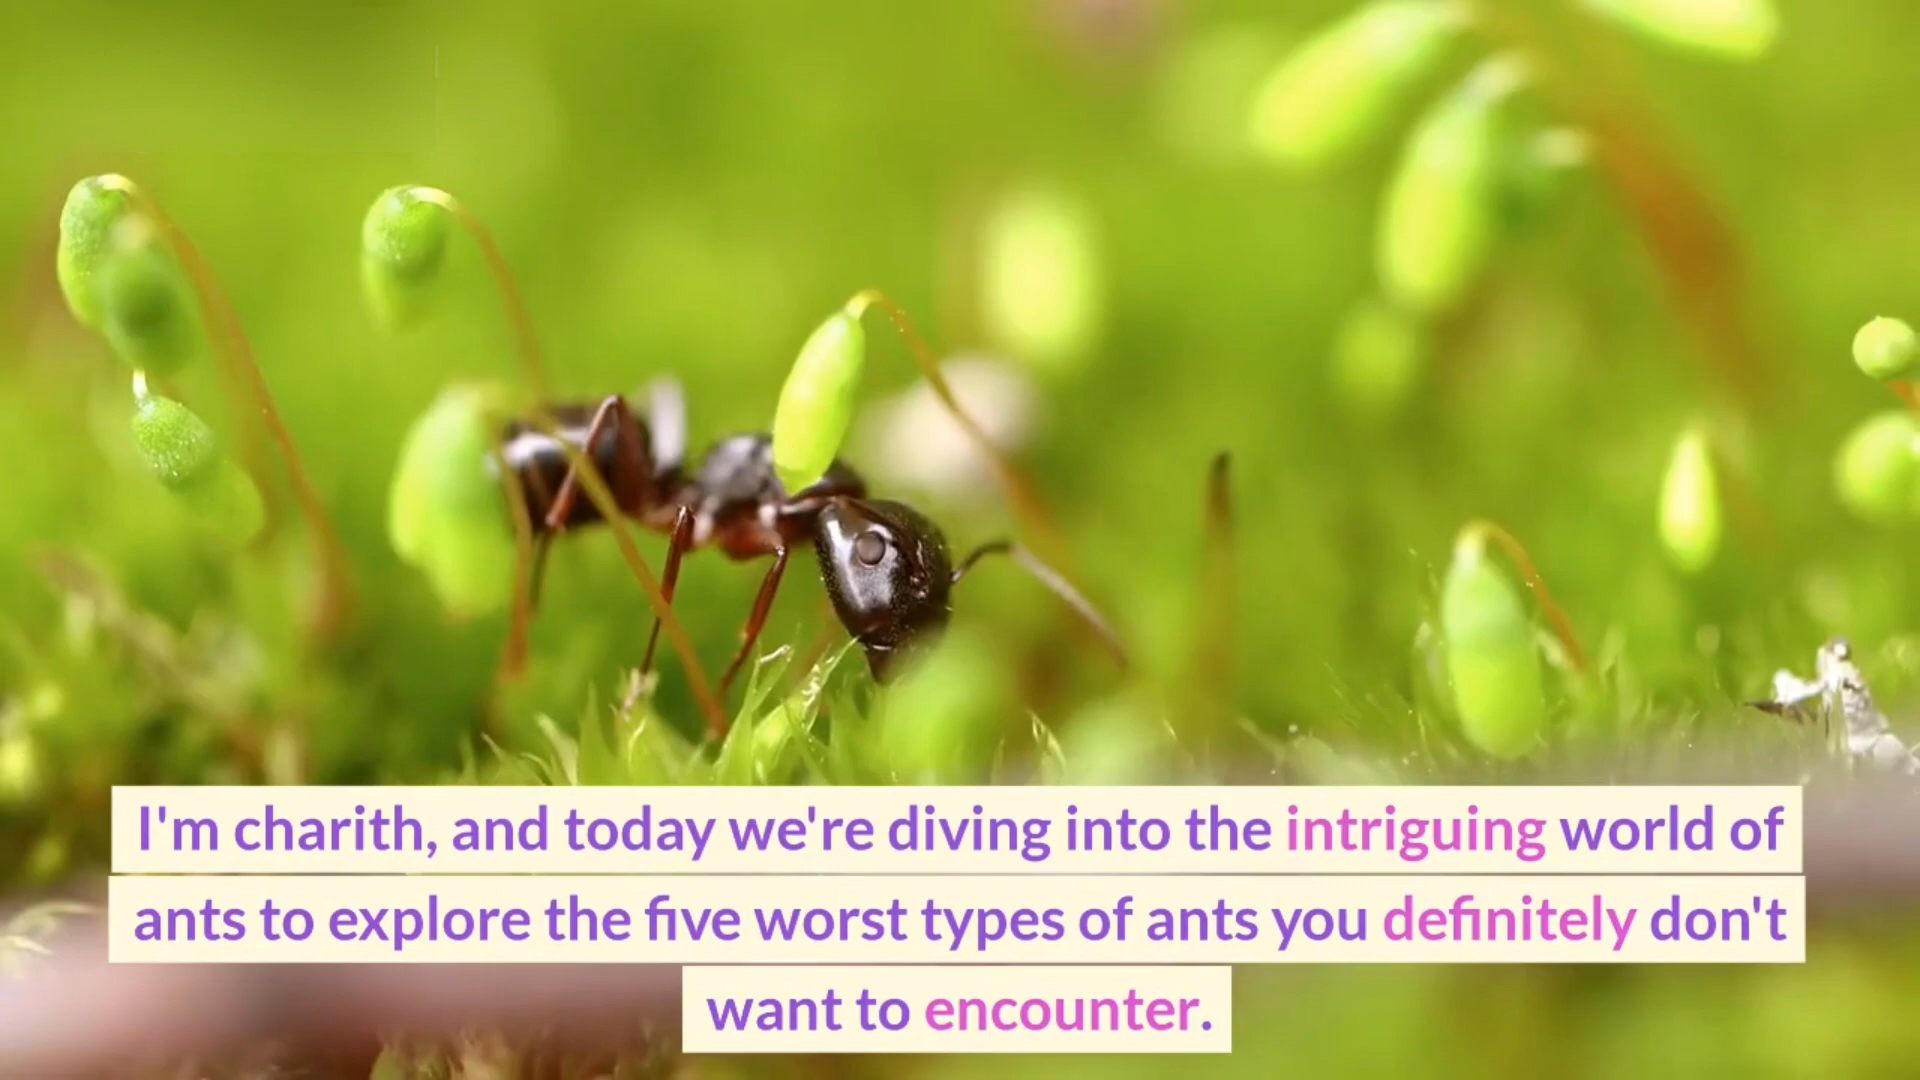 I'm charith, and today we're diving into the intriguing world of
ants to explore the five worst types of ants you definitely don't
want to encounter.